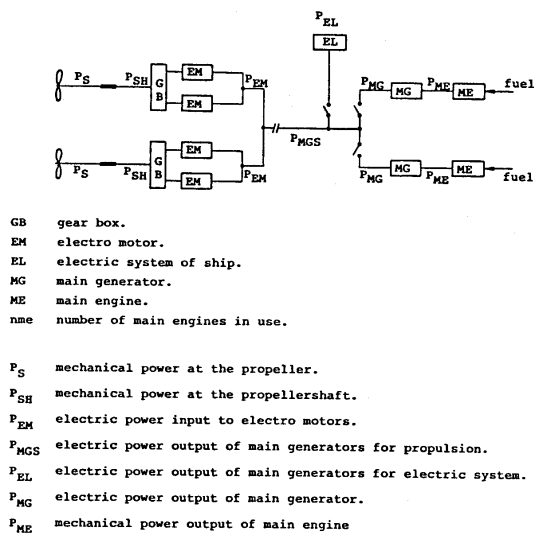 P_EL
EL
P_S P_SH G B EM EM P_EM
P_MG MG P_ME ME fuel
P_MGS
P_S P_SH G B EM EM P_EM
P_MG MG P_ME ME fuel
GB gear box.
EM electro motor.
EL electric system of ship.
MG main generator.
ME main engine.
nme number of main engines in use.
P_S mechanical power at the propeller.
P_SH mechanical power at the propellershaft.
P_EM electric power input to electro motors.
P_MGS electric power output of main generators for propulsion.
P_EL electric power output of main generators for electric system.
P_MG electric power output of main generator.
P_ME mechanical power output of main engine